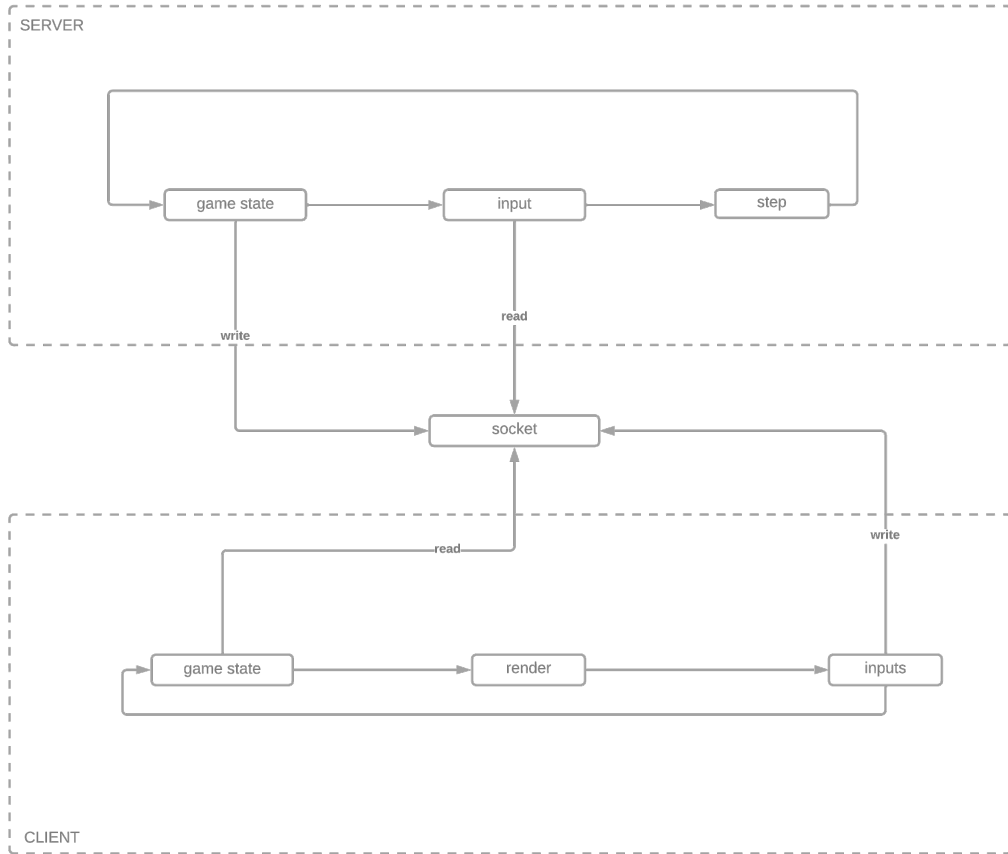 SERVER
game state
input
step
read
write
socket
write
read
game state
render
inputs
CLIENT